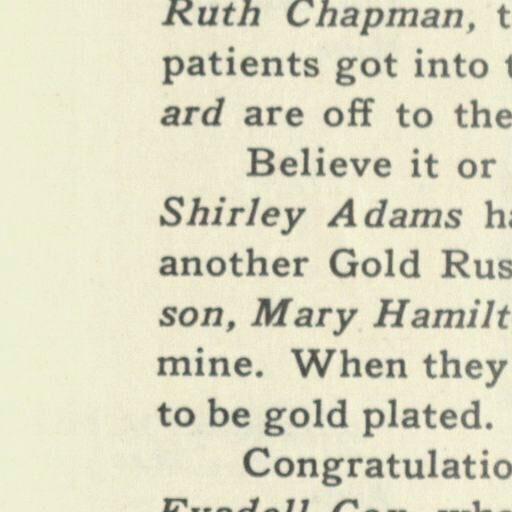 Ruth Chapman, t
patients got into t
ard are off to the
Believe it or
Shirley Adams ha
another Gold Rus
son, Mary Hamilt
mine. When they
to be gold plated.
Congratulatio